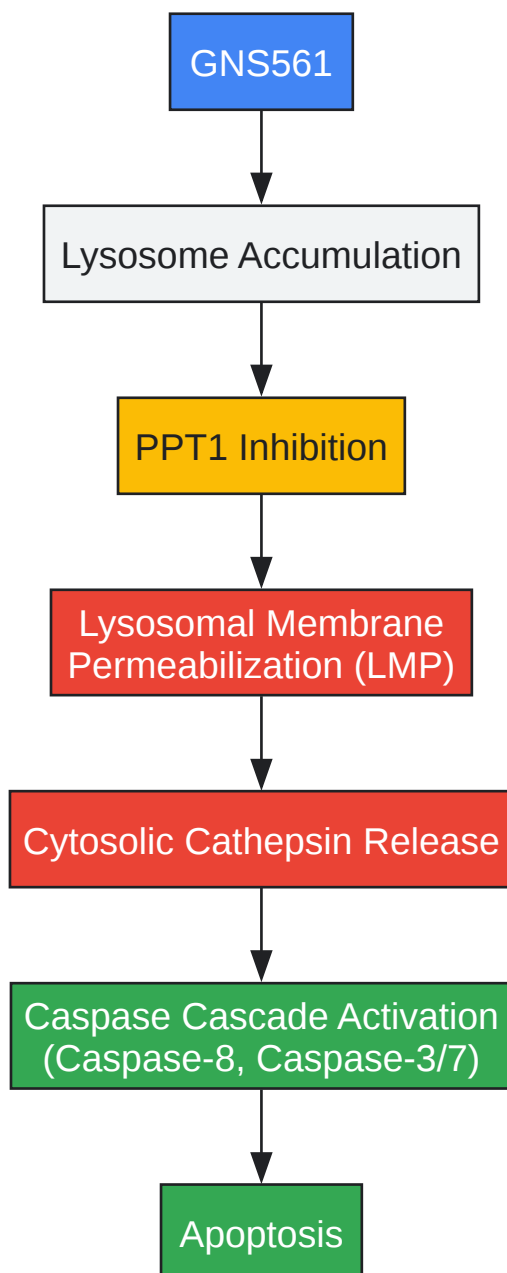 GNS561
Lysosome Accumulation
PPT1 Inhibition
Lysosomal Membrane
Permeabilization (LMP)
Cytosolic Cathepsin Release
Caspase Cascade Activation
(Caspase-8, Caspase-3/7)
Apoptosis